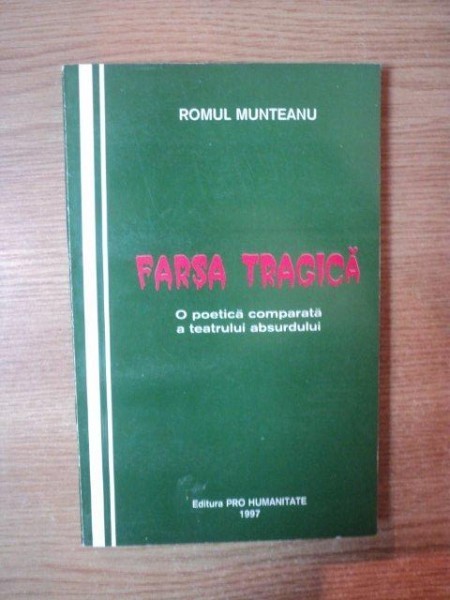 ROMUL MUNTEANU
FARSA TRAGICĂ
O poetică comparată
a teatrului absurdului
Editura PRO HUMANITATE
1997